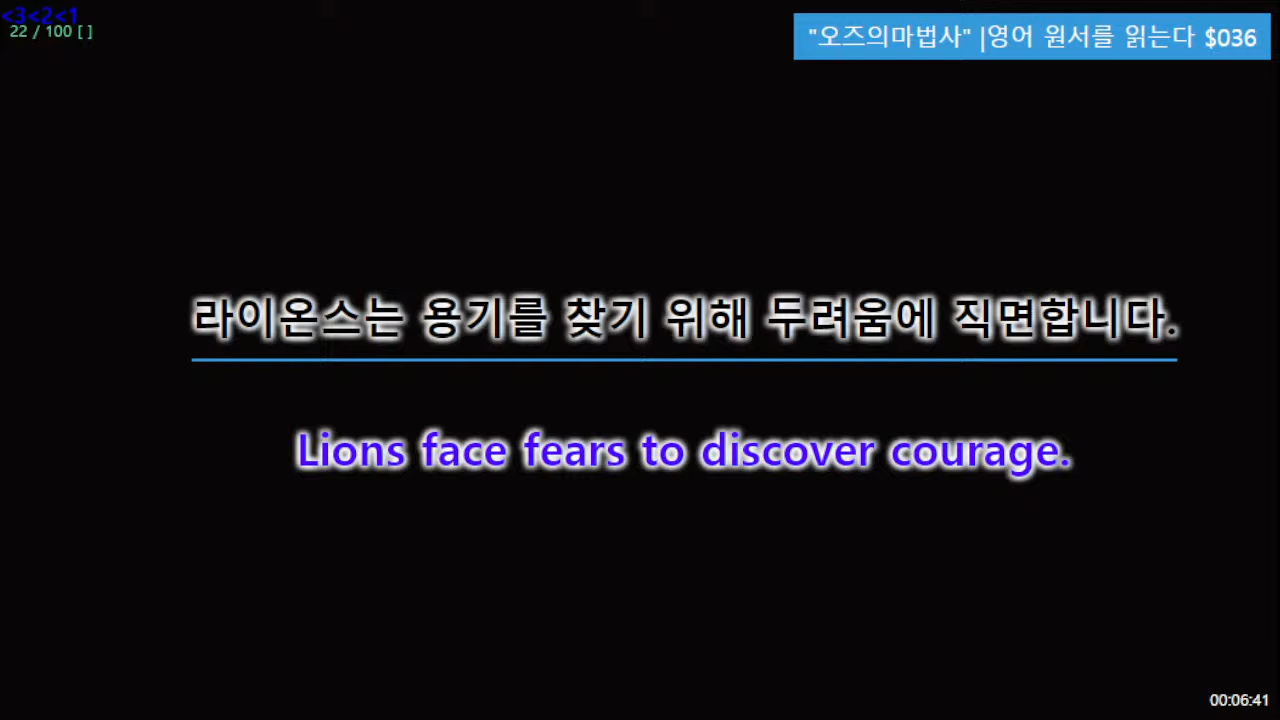 <3<2<1
22 / 100 [ ]
"오즈의마법사" |영어 원서를 읽는다 $036
라이온스는 용기를 찾기 위해 두려움에 직면합니다.
Lions face fears to discover courage.
00:06:41